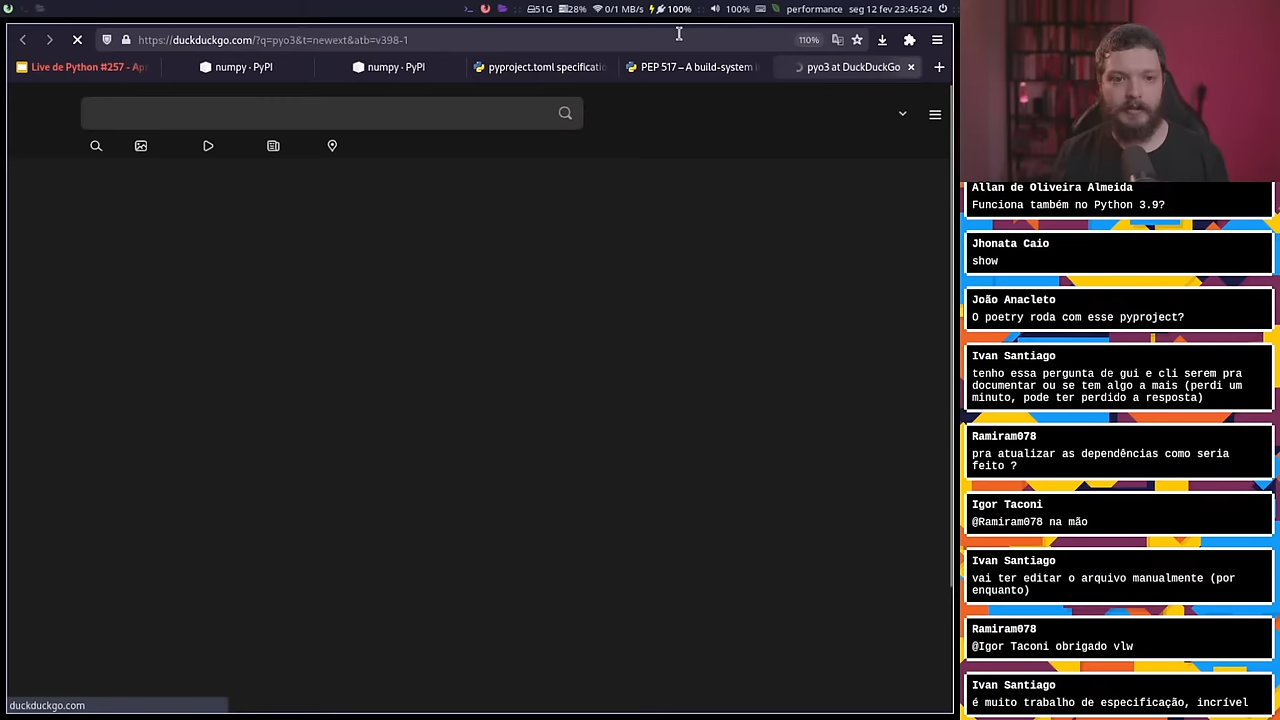 51G 28% 0/1 MB/s 100% 100% performance seg 12 fev 23:45:24
https://duckduckgo.com/?q=pyo3&t=newext&atb=v398-1 110%
Live de Python #257 - Ap
numpy · PyPI
numpy · PyPI
pyproject.toml specificatio
PEP 517 – A build-system
pyo3 at DuckDuckGo
Allan de Oliveira Almeida
Funciona também no Python 3.9?
Jhonata Caio
show
João Anacleto
O poetry roda com esse pyproject?
Ivan Santiago
tenho essa pergunta de gui e cli serem pra
documentar ou se tem algo a mais (perdi um
minuto, pode ter perdido a resposta)
Ramiram078
pra atualizar as dependências como seria
feito ?
Igor Taconi
@Ramiram078 na mão
Ivan Santiago
vai ter editar o arquivo manualmente (por
enquanto)
Ramiram078
@Igor Taconi obrigado vlw
Ivan Santiago
é muito trabalho de especificação, incrível
duckduckgo.com